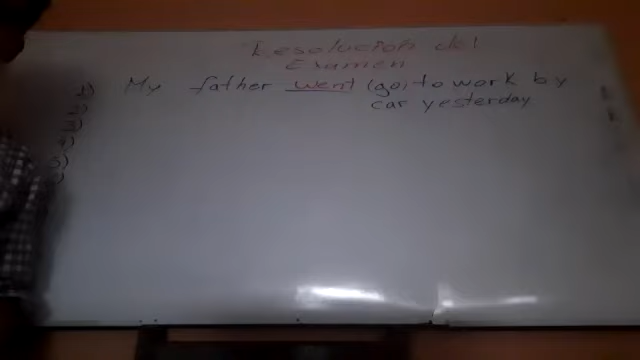 Resolución del
Examen
1) My father went (go) to work by
car yesterday
2)
3)
4)
5)